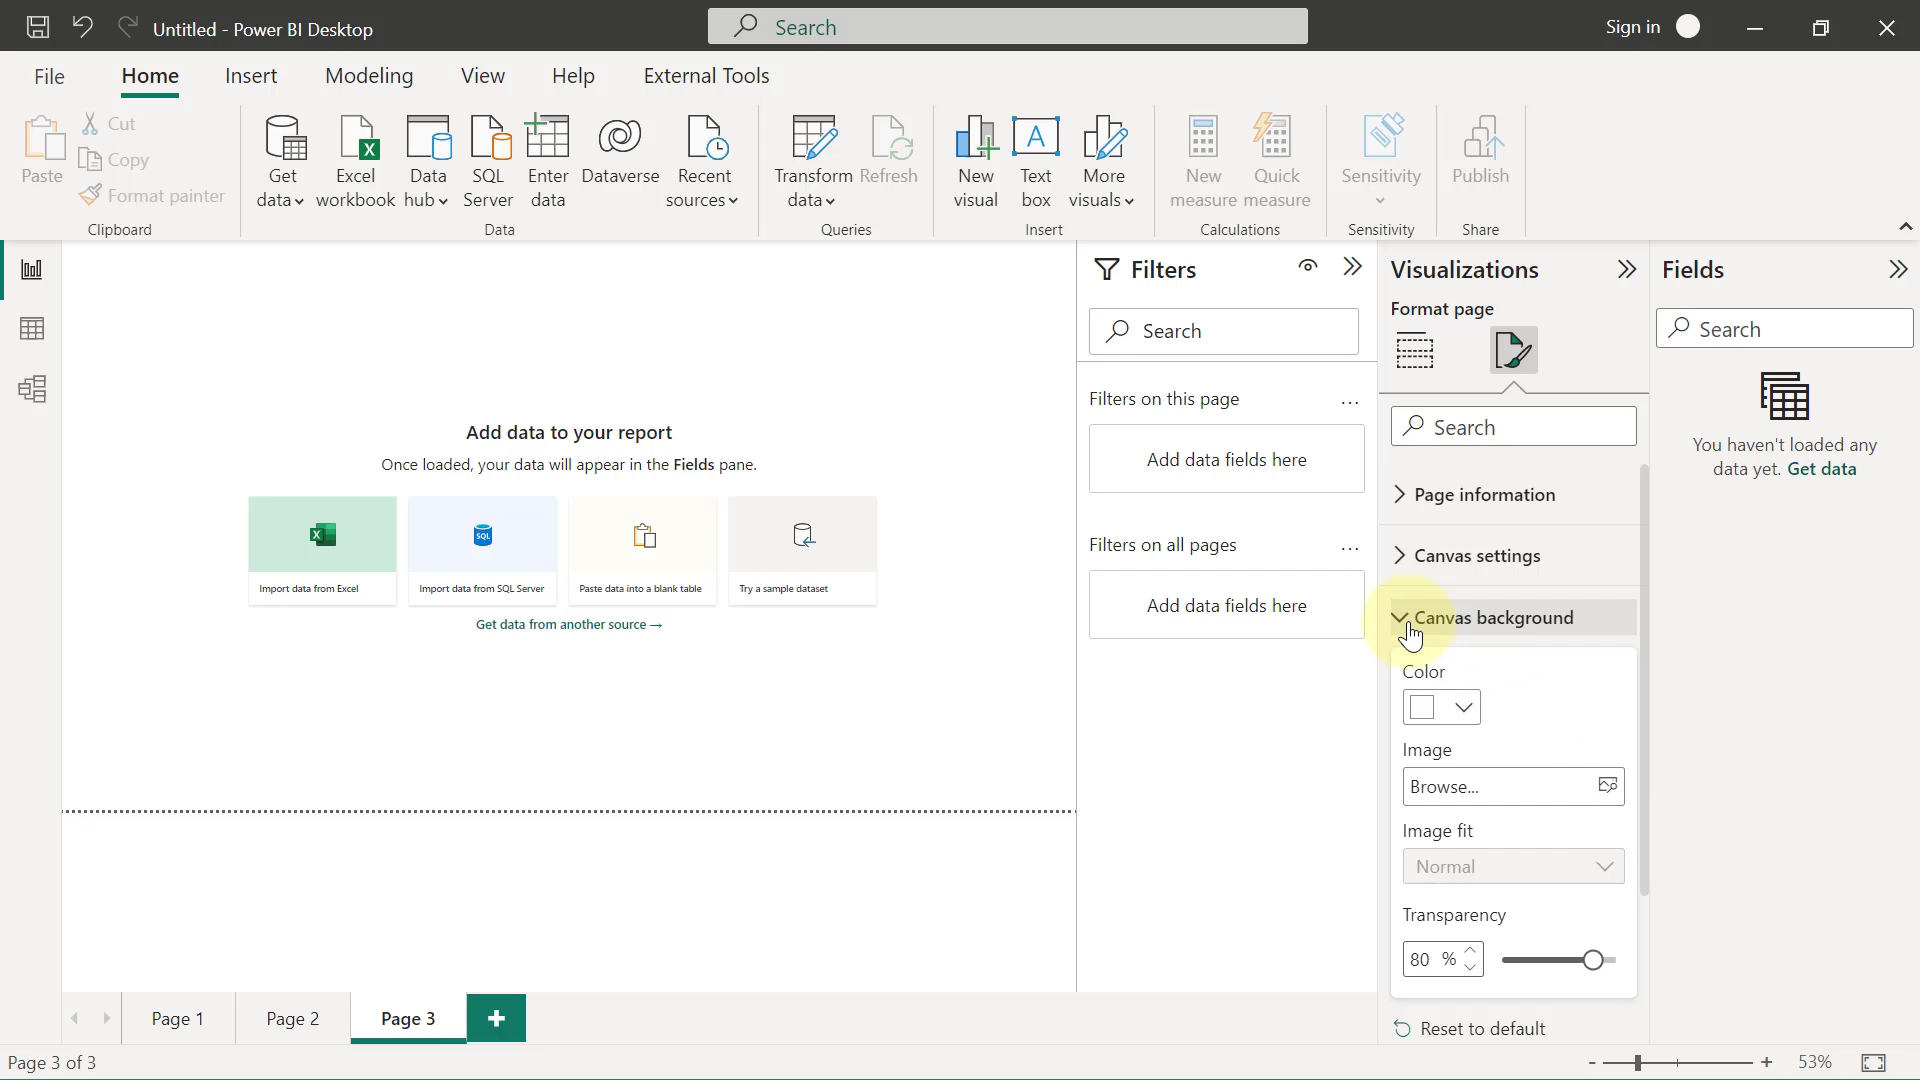 Untitled - Power BI Desktop
Search
Sign in
File
Home
Insert
Modeling
View
Help
External Tools
Paste
Cut
Copy
Format painter
Clipboard
Get
data
Excel
workbook
Data
hub
SQL
Server
Enter
data
Dataverse
Recent
sources
Data
Transform
data
Refresh
Queries
New
visual
A
Text
box
More
visuals
Insert
New
measure
Quick
measure
Calculations
Sensitivity
Sensitivity
Publish
Share
Add data to your report
Once loaded, your data will appear in the Fields pane.
SQL
Import data from Excel
Import data from SQL Server
Paste data into a blank table
Try a sample dataset
Get data from another source →
Filters
Search
Filters on this page
...
Add data fields here
Filters on all pages
...
Add data fields here
Visualizations
Format page
Search
Page information
Canvas settings
Canvas background
Color
Image
Browse...
Image fit
Normal
Transparency
80 %
Reset to default
Fields
Search
You haven't loaded any
data yet. Get data
Page 1
Page 2
Page 3
Page 3 of 3
- + 53%